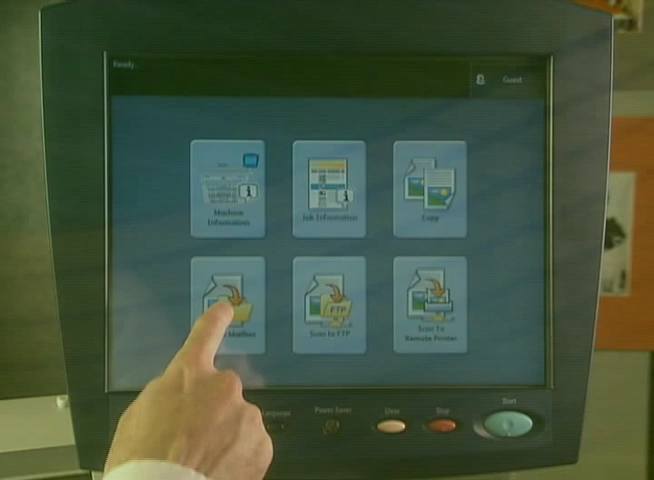 Ready.
Guest
Machine
Information
Job Information
Copy
Mailbox
FTP
Scan to FTP
Scan To
Remote Printer
Language
Power Saver
Clear
Stop
Start